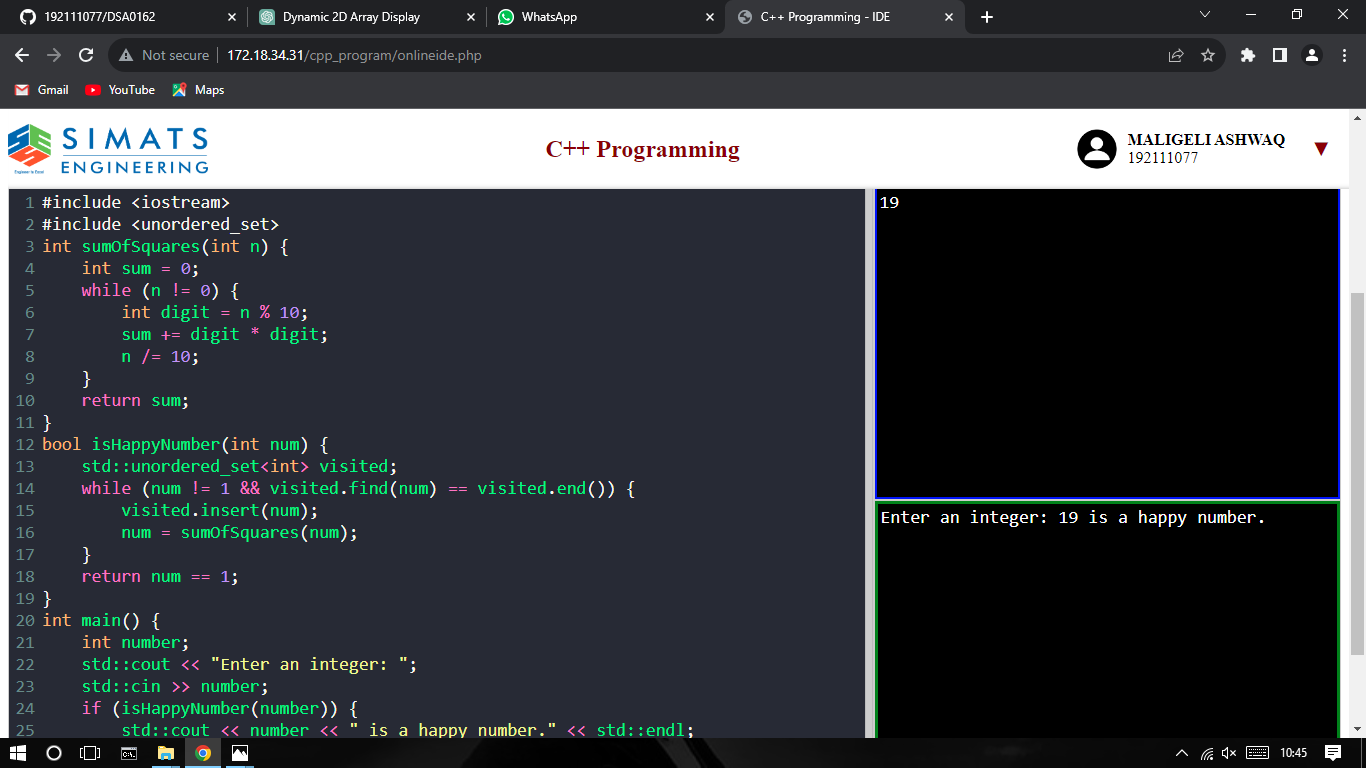 192111077/DSA0162
Dynamic 2D Array Display
WhatsApp
C++ Programming - IDE
Not secure
172.18.34.31/cpp_program/onlineide.php
Gmail
YouTube
Maps
SIMATS
ENGINEERING
Engineer to Excel
C++ Programming
MALIGELI ASHWAQ
192111077
1 #include <iostream>
2 #include <unordered_set>
3 int sumOfSquares(int n) {
4     int sum = 0;
5     while (n != 0) {
6         int digit = n % 10;
7         sum += digit * digit;
8         n /= 10;
9     }
10     return sum;
11 }
12 bool isHappyNumber(int num) {
13     std::unordered_set<int> visited;
14     while (num != 1 && visited.find(num) == visited.end()) {
15         visited.insert(num);
16         num = sumOfSquares(num);
17     }
18     return num == 1;
19 }
20 int main() {
21     int number;
22     std::cout << "Enter an integer: ";
23     std::cin >> number;
24     if (isHappyNumber(number)) {
25         std::cout << number << " is a happy number." << std::endl;
19
Enter an integer: 19 is a happy number.
10:45